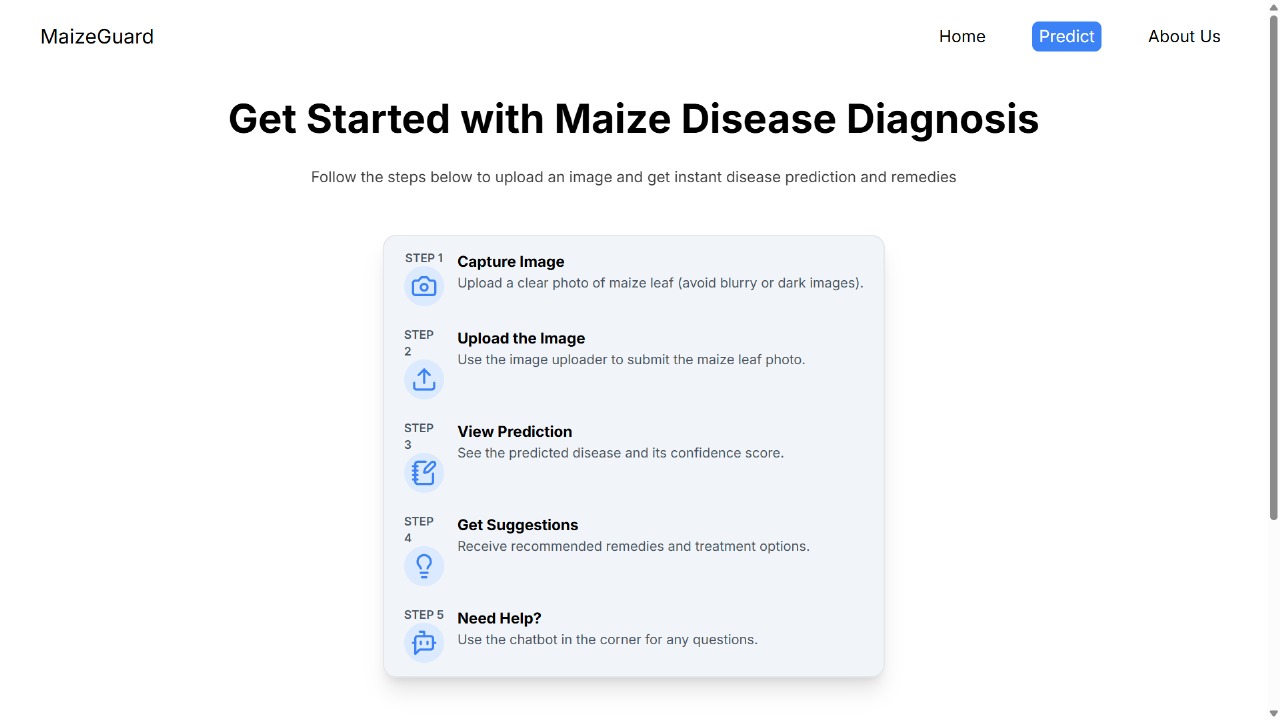 MaizeGuard
Home
Predict
About Us
Get Started with Maize Disease Diagnosis
Follow the steps below to upload an image and get instant disease prediction and remedies
STEP 1
Capture Image
Upload a clear photo of maize leaf (avoid blurry or dark images).
STEP
2
Upload the Image
Use the image uploader to submit the maize leaf photo.
STEP
3
View Prediction
See the predicted disease and its confidence score.
STEP
4
Get Suggestions
Receive recommended remedies and treatment options.
STEP 5
Need Help?
Use the chatbot in the corner for any questions.